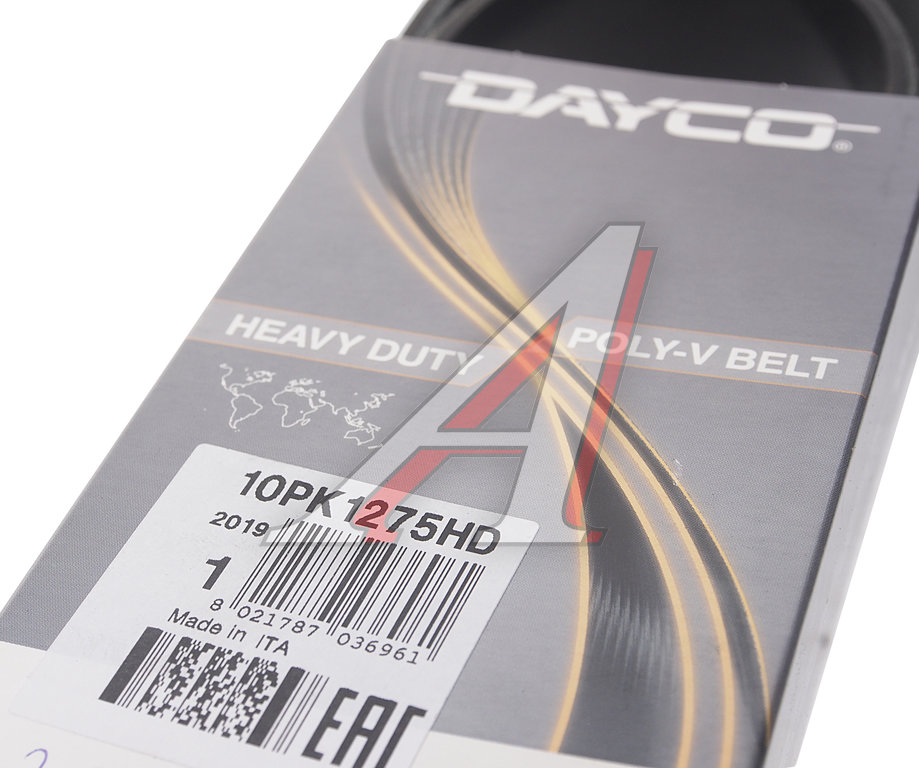 DAYCO®
HEAVY DUTY POLY-V BELT
10PK1275HD
2019
1
8 021787 036961
Made in ITA
EAC